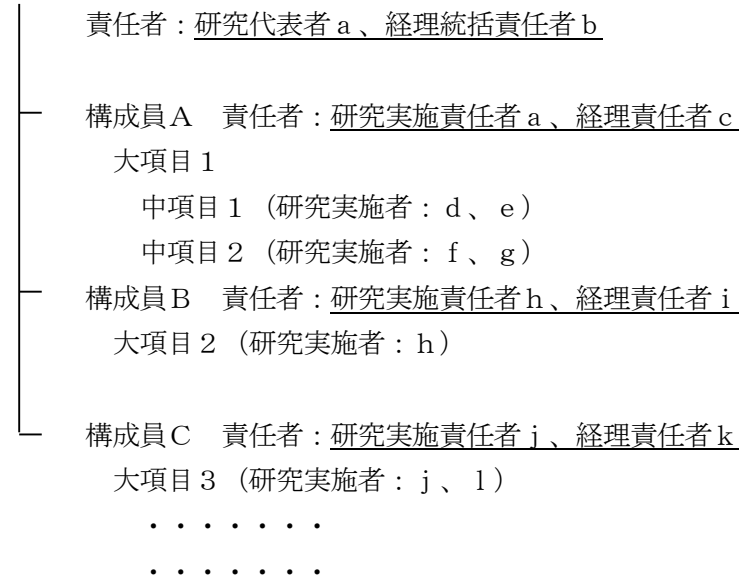 責任者：研究代表者ａ、経理統括責任者ｂ
構成員Ａ　責任者：研究実施責任者ａ、経理責任者ｃ
大項目１
中項目１（研究実施者：ｄ、ｅ）
中項目２（研究実施者：ｆ、ｇ）
構成員Ｂ　責任者：研究実施責任者ｈ、経理責任者ｉ
大項目２（研究実施者：ｈ）
構成員Ｃ　責任者：研究実施責任者ｊ、経理責任者ｋ
大項目３（研究実施者：ｊ、ｌ）
・・・・・・・
・・・・・・・